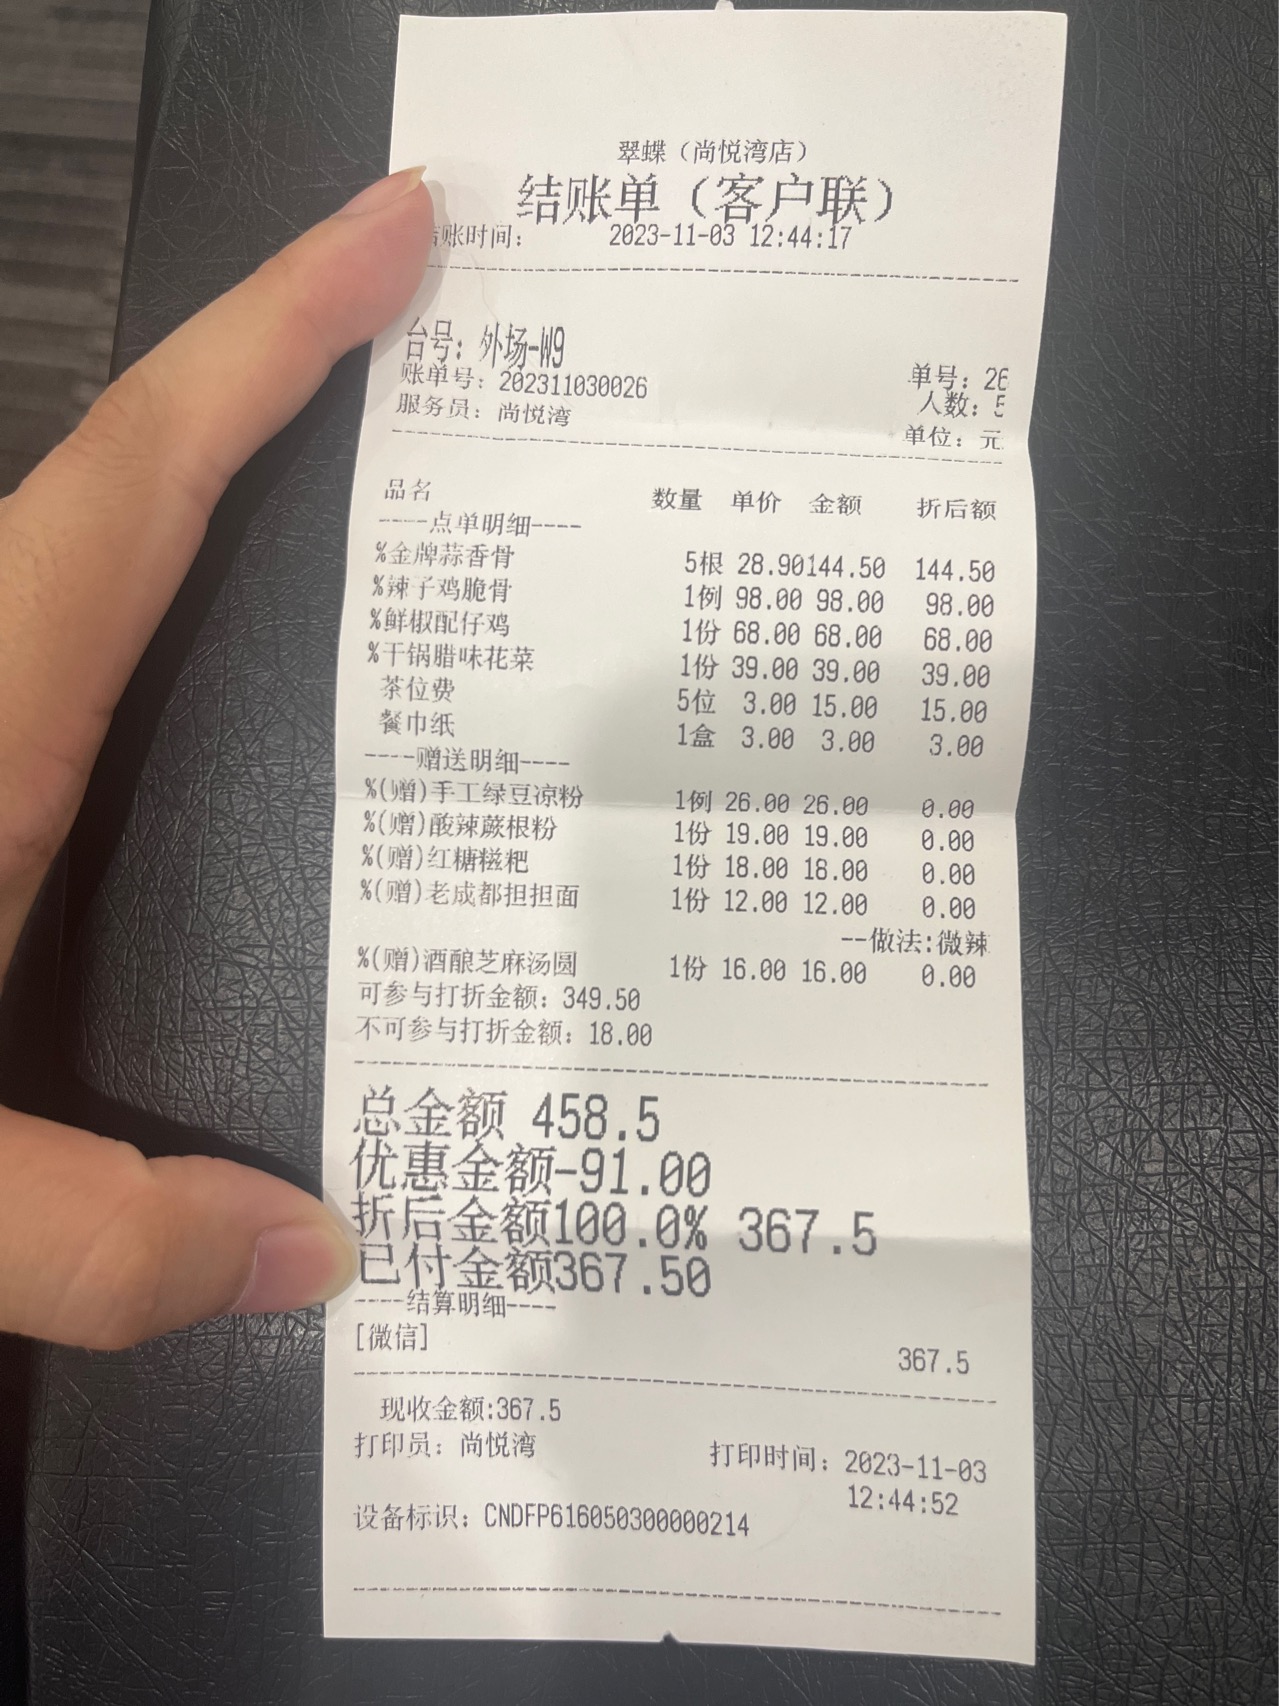 翠蝶（尚悦湾店）
结账单（客户联）
结账时间： 2023-11-03 12:44:17
台号：外场-W9
账单号：202311030026 单号：26
服务员：尚悦湾 人数：5
单位：元
品名 数量 单价 金额 折后额
----点单明细----
%金牌蒜香骨 5根 28.90144.50 144.50
%辣子鸡脆骨 1例 98.00 98.00 98.00
%鲜椒配仔鸡 1份 68.00 68.00 68.00
%干锅腊味花菜 1份 39.00 39.00 39.00
茶位费 5位 3.00 15.00 15.00
餐巾纸 1盒 3.00 3.00 3.00
----赠送明细----
%(赠)手工绿豆凉粉 1例 26.00 26.00 0.00
%(赠)酸辣蕨根粉 1份 19.00 19.00 0.00
%(赠)红糖糍粑 1份 18.00 18.00 0.00
%(赠)老成都担担面 1份 12.00 12.00 0.00
--做法:微辣
%(赠)酒酿芝麻汤圆 1份 16.00 16.00 0.00
可参与打折金额：349.50
不可参与打折金额：18.00
总金额 458.5
优惠金额-91.00
折后金额100.0% 367.5
已付金额367.50
----结算明细----
[微信] 367.5
现收金额:367.5
打印员：尚悦湾 打印时间：2023-11-03
12:44:52
设备标识：CNDFP616050300000214